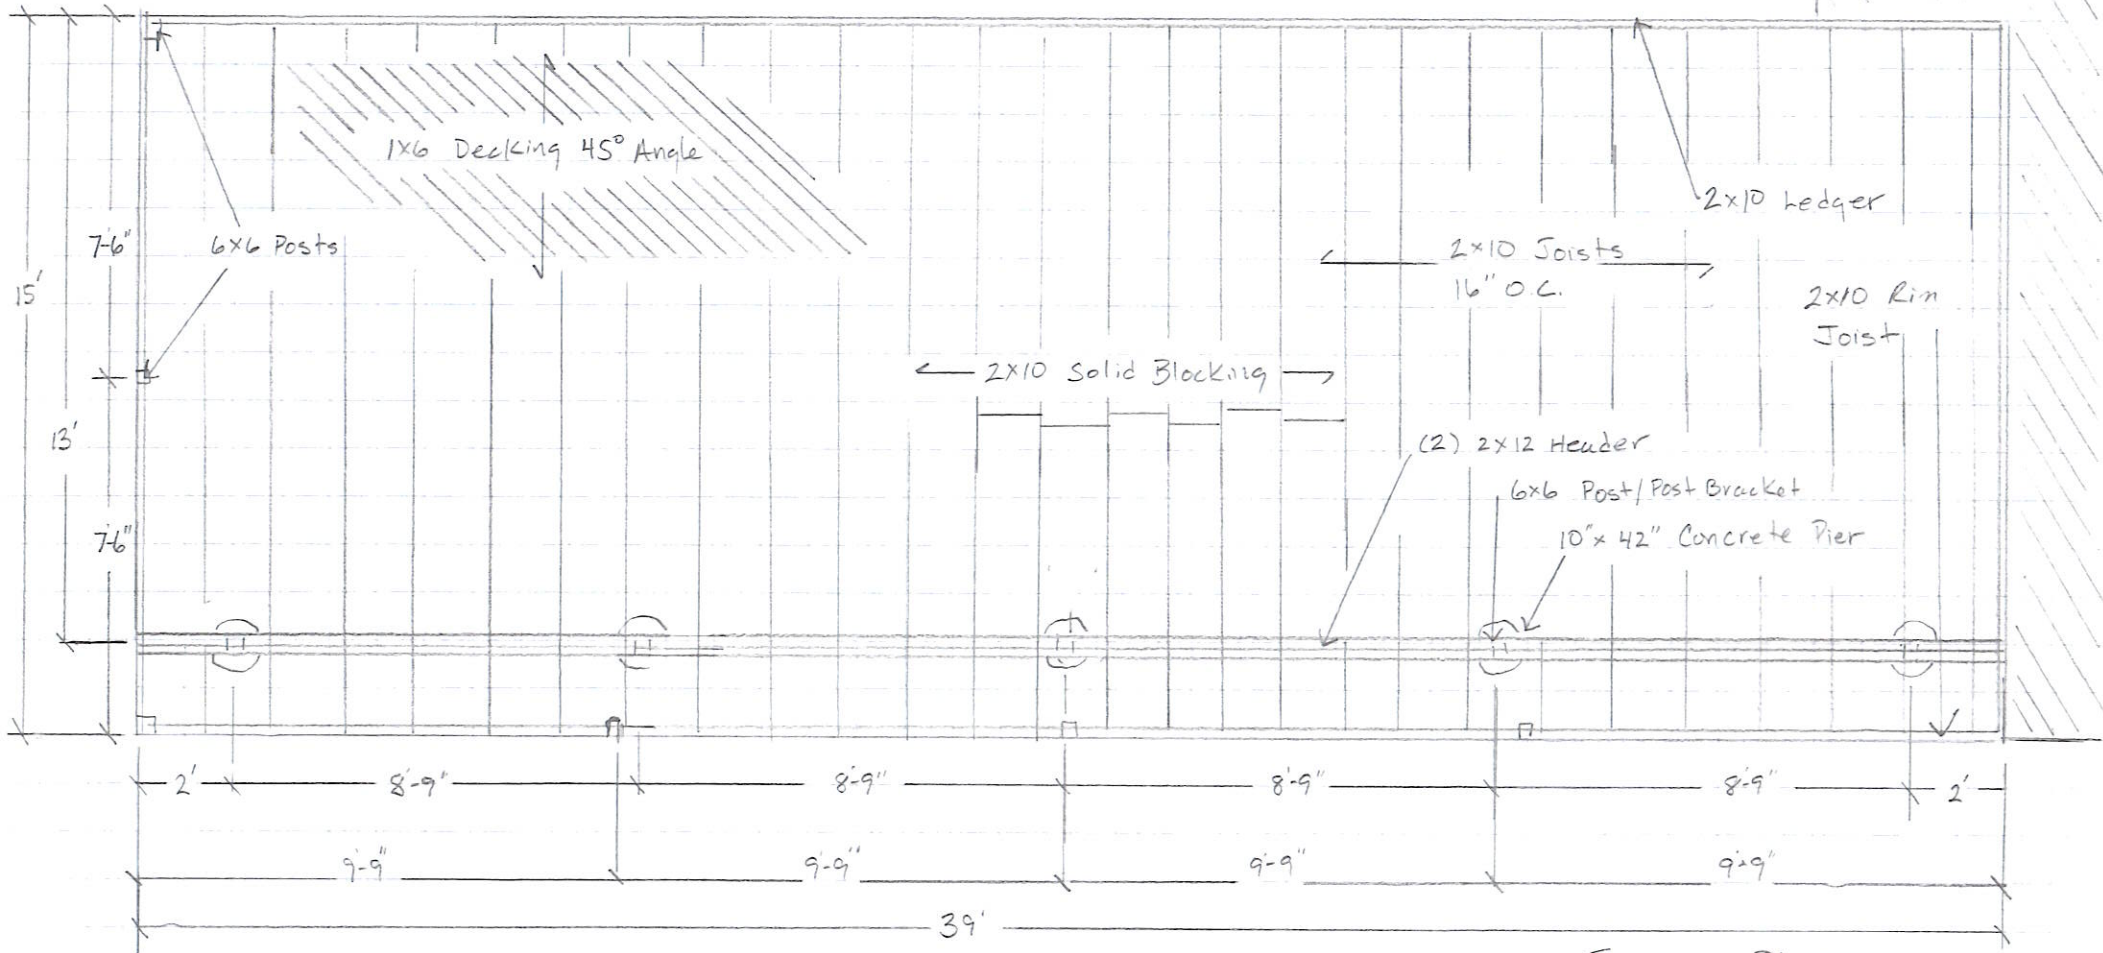 1x6 Decking 45° Angle
2x10 Ledger
7'-6"
6x6 Posts
2x10 Joists
16" O.C.
15'
2x10 Rim
Joist
2x10 Solid Blocking
13'
(2) 2x12 Header
6x6 Post/Post Bracket
7'-6"
10"x 42" Concrete Pier
2'
8'-9"
8'-9"
8'-9"
8'-9"
2'
9'-9"
9'-9"
9'-9"
9'-9"
39'